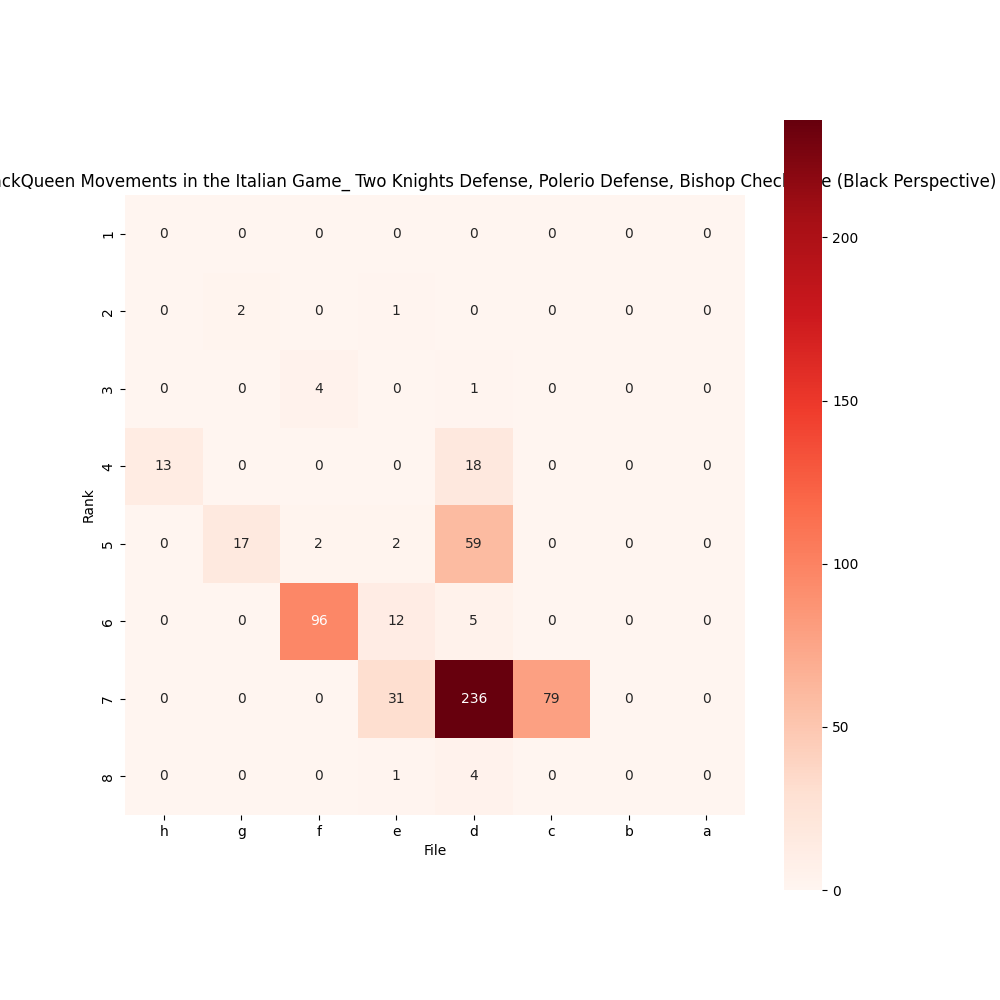 ckQueen Movements in the Italian Game_ Two Knights Defense, Polerio Defense, Bishop Chec e (Black Perspective)
1 0 0 0 0 0 0 0 0
2 0 2 0 1 0 0 0 0
3 0 0 4 0 1 0 0 0
4 13 0 0 0 18 0 0 0
5 0 17 2 2 59 0 0 0
6 0 0 96 12 5 0 0 0
7 0 0 0 31 236 79 0 0
8 0 0 0 1 4 0 0 0
h g f e d c b a
File
Rank
200
150
100
50
0